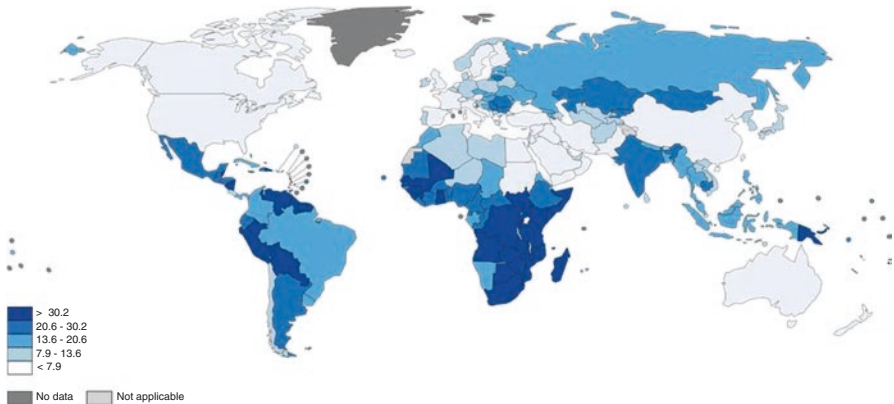 > 30.2
20.6 - 30.2
13.6 - 20.6
7.9 - 13.6
< 7.9
No data
Not applicable